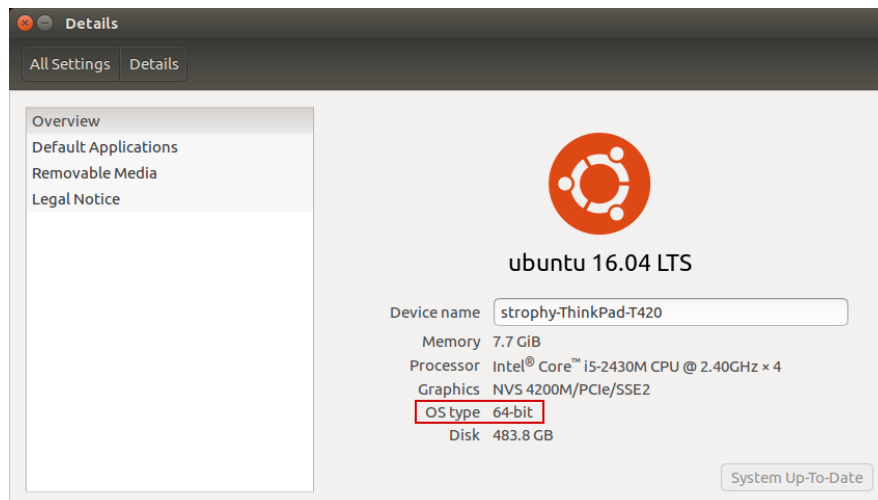 Details
All Settings Details
Overview
Default Applications
Removable Media
Legal Notice
ubuntu 16.04 LTS
Device name strophy-ThinkPad-T420
Memory 7.7 GiB
Processor Intel® Core™ i5-2430M CPU @ 2.40GHz × 4
Graphics NVS 4200M/PCIe/SSE2
OS type 64-bit
Disk 483.8 GB
System Up-To-Date